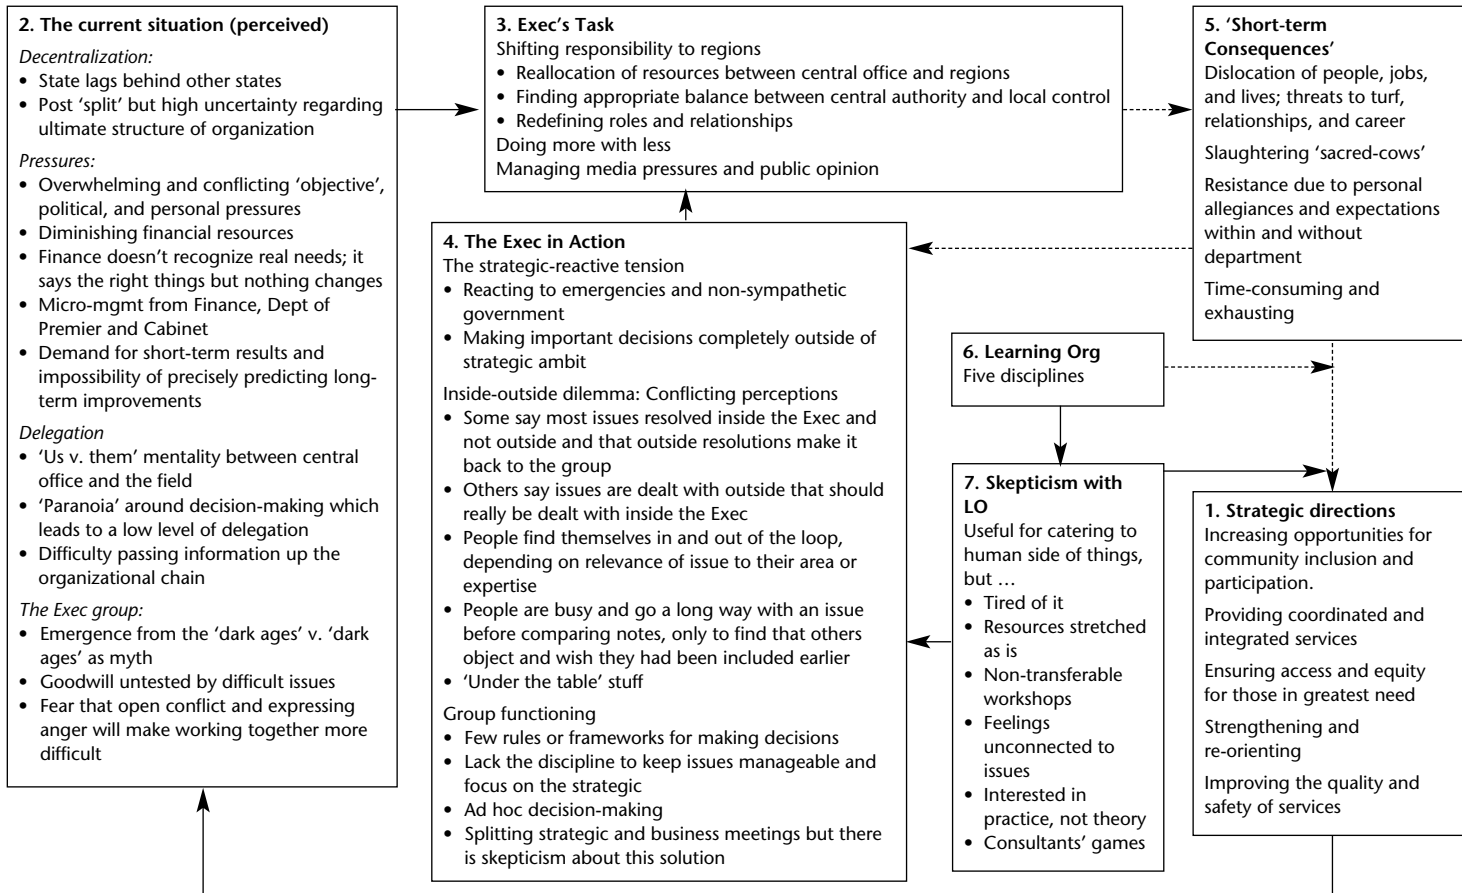 2. The current situation (perceived)
Decentralization:
• State lags behind other states
• Post ‘split’ but high uncertainty regarding
ultimate structure of organization
Pressures:
• Overwhelming and conflicting ‘objective’,
political, and personal pressures
• Diminishing financial resources
• Finance doesn’t recognize real needs; it
says the right things but nothing changes
• Micro-mgmt from Finance, Dept of
Premier and Cabinet
• Demand for short-term results and
impossibility of precisely predicting long-
term improvements
Delegation
• ‘Us v. them’ mentality between central
office and the field
• ‘Paranoia’ around decision-making which
leads to a low level of delegation
• Difficulty passing information up the
organizational chain
The Exec group:
• Emergence from the ‘dark ages’ v. ‘dark
ages’ as myth
• Goodwill untested by difficult issues
• Fear that open conflict and expressing
anger will make working together more
difficult
3. Exec’s Task
Shifting responsibility to regions
• Reallocation of resources between central office and regions
• Finding appropriate balance between central authority and local control
• Redefining roles and relationships
Doing more with less
Managing media pressures and public opinion
4. The Exec in Action
The strategic-reactive tension
• Reacting to emergencies and non-sympathetic
government
• Making important decisions completely outside of
strategic ambit
Inside-outside dilemma: Conflicting perceptions
• Some say most issues resolved inside the Exec and
not outside and that outside resolutions make it
back to the group
• Others say issues are dealt with outside that should
really be dealt with inside the Exec
• People find themselves in and out of the loop,
depending on relevance of issue to their area or
expertise
• People are busy and go a long way with an issue
before comparing notes, only to find that others
object and wish they had been included earlier
• ‘Under the table’ stuff
Group functioning
• Few rules or frameworks for making decisions
• Lack the discipline to keep issues manageable and
focus on the strategic
• Ad hoc decision-making
• Splitting strategic and business meetings but there
is skepticism about this solution
5. ‘Short-term
Consequences’
Dislocation of people, jobs,
and lives; threats to turf,
relationships, and career
Slaughtering ‘sacred-cows’
Resistance due to personal
allegiances and expectations
within and without
department
Time-consuming and
exhausting
6. Learning Org
Five disciplines
7. Skepticism with
LO
Useful for catering to
human side of things,
but …
• Tired of it
• Resources stretched
as is
• Non-transferable
workshops
• Feelings
unconnected to
issues
• Interested in
practice, not theory
• Consultants’ games
1. Strategic directions
Increasing opportunities for
community inclusion and
participation.
Providing coordinated and
integrated services
Ensuring access and equity
for those in greatest need
Strengthening and
re-orienting
Improving the quality and
safety of services